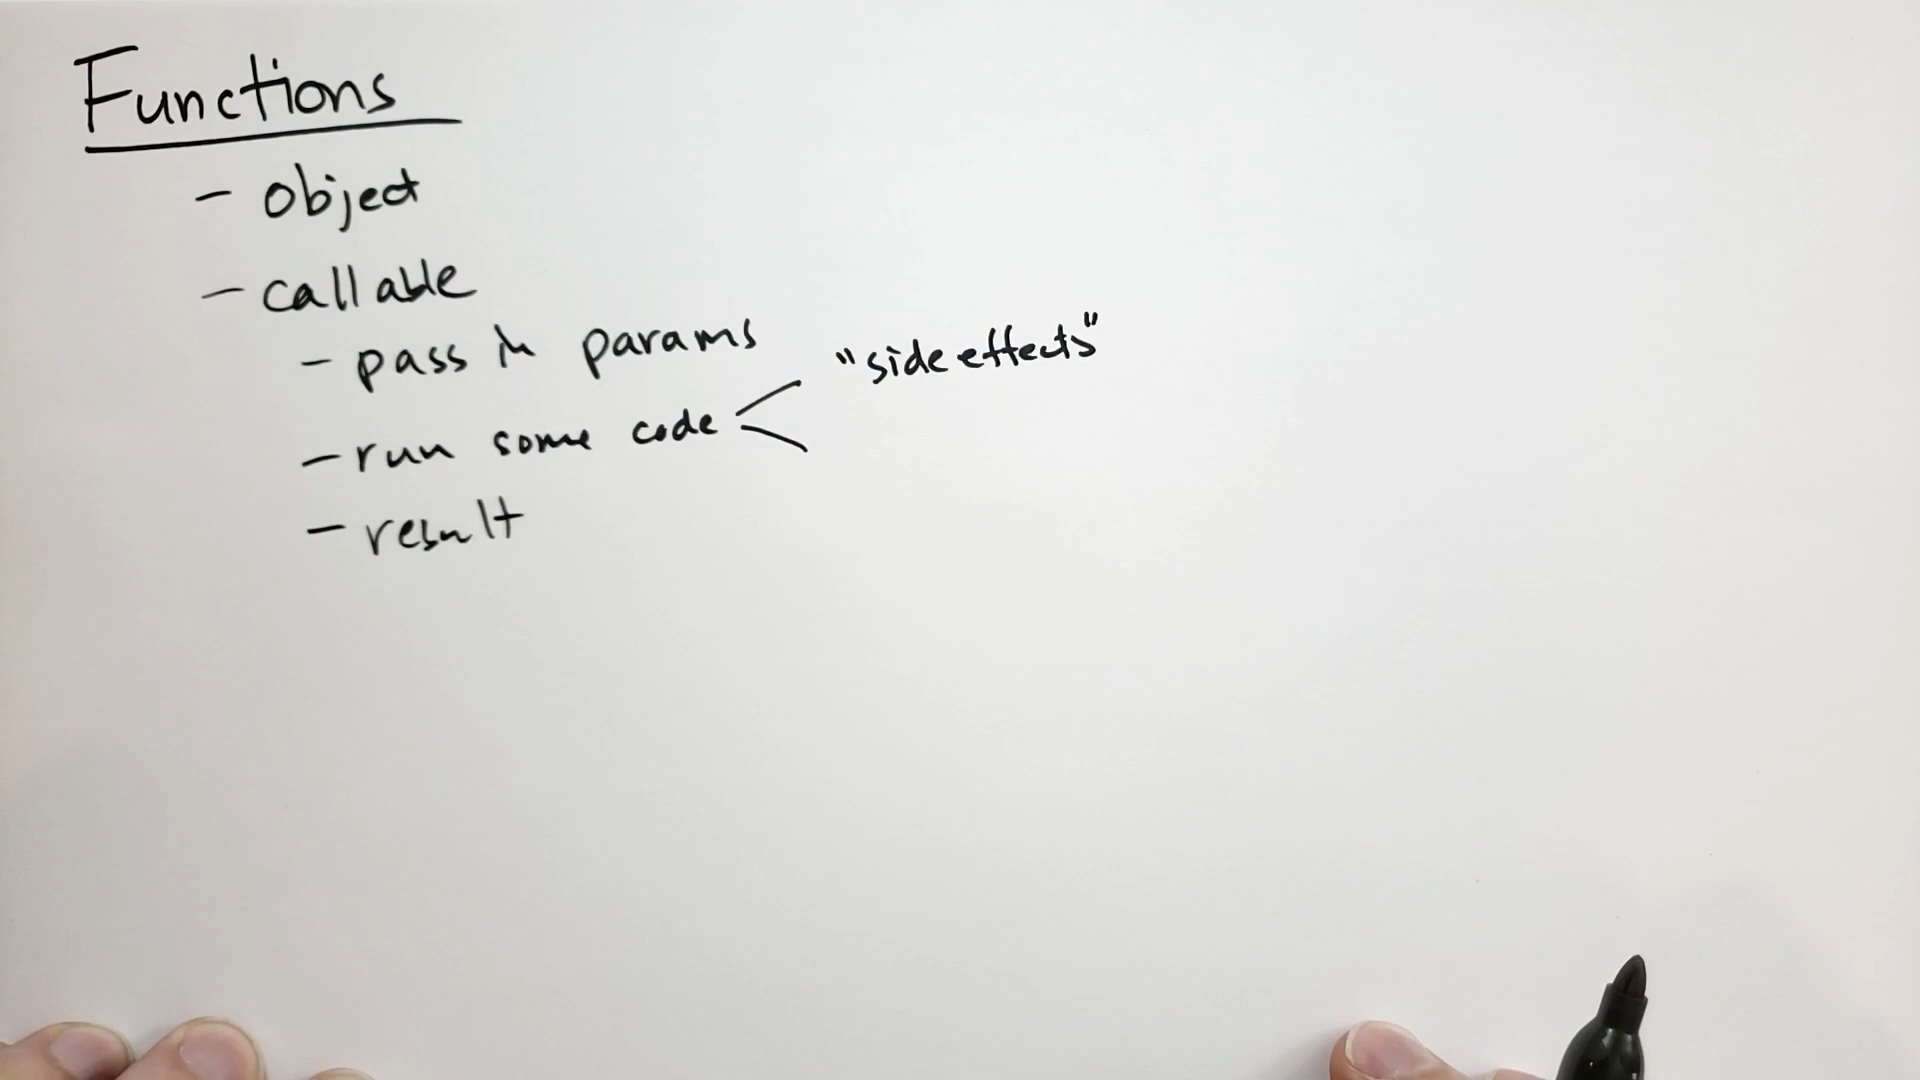 Functions
- object
- callable
- pass in params
"side effects"
- run some code
- result